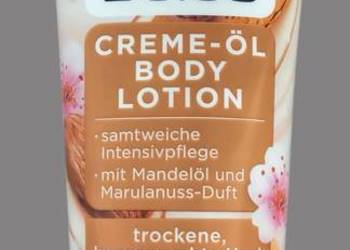 CREME-ÖL
BODY
LOTION
· samtweiche
Intensivpflege
· mit Mandelöl und
Marulanuss-Duft
trockene,